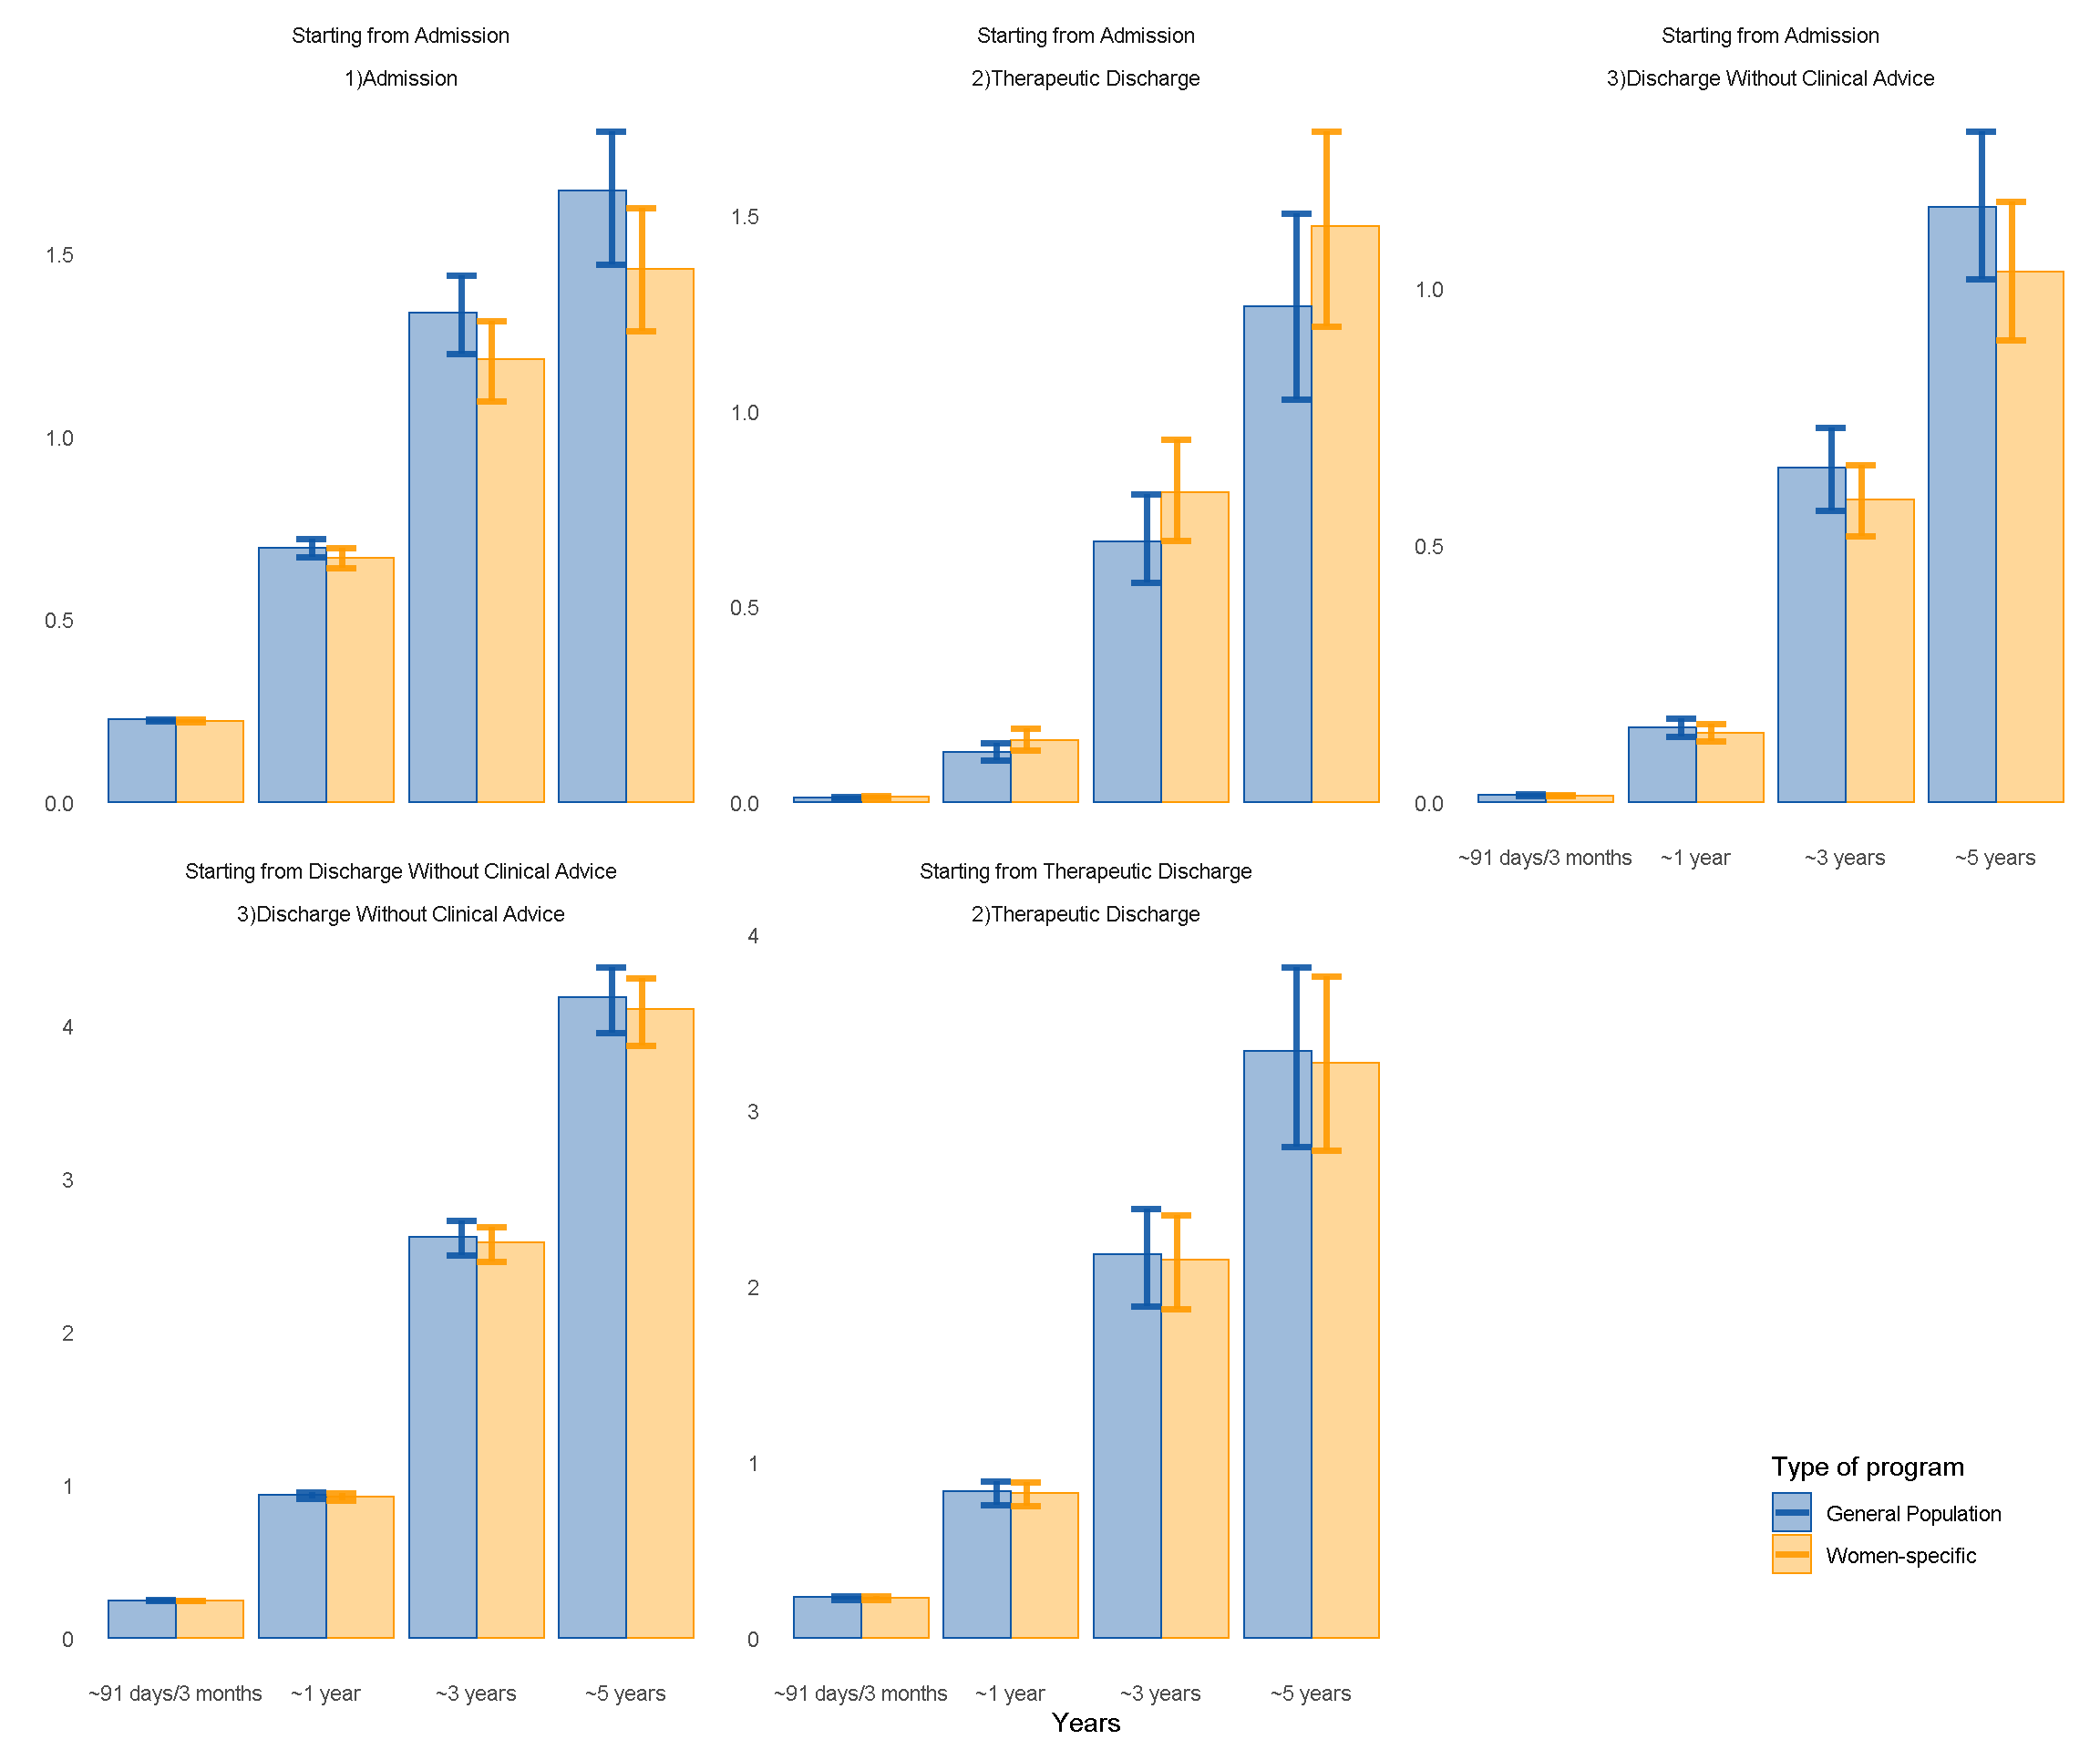 Starting from Admission
1)Admission
Starting from Admission
2)Therapeutic Discharge
Starting from Admission
3)Discharge Without Clinical Advice
1.5
1.0
0.5
0.0
1.5
1.0
0.5
0.0
1.0
0.5
0.0
~91 days/3 months ~1 year ~3 years ~5 years
Starting from Discharge Without Clinical Advice
3)Discharge Without Clinical Advice
Starting from Therapeutic Discharge
2)Therapeutic Discharge
4
3
2
1
0
4
3
2
1
0
~91 days/3 months ~1 year ~3 years ~5 years
~91 days/3 months ~1 year ~3 years ~5 years
Years
Type of program
General Population
Women-specific